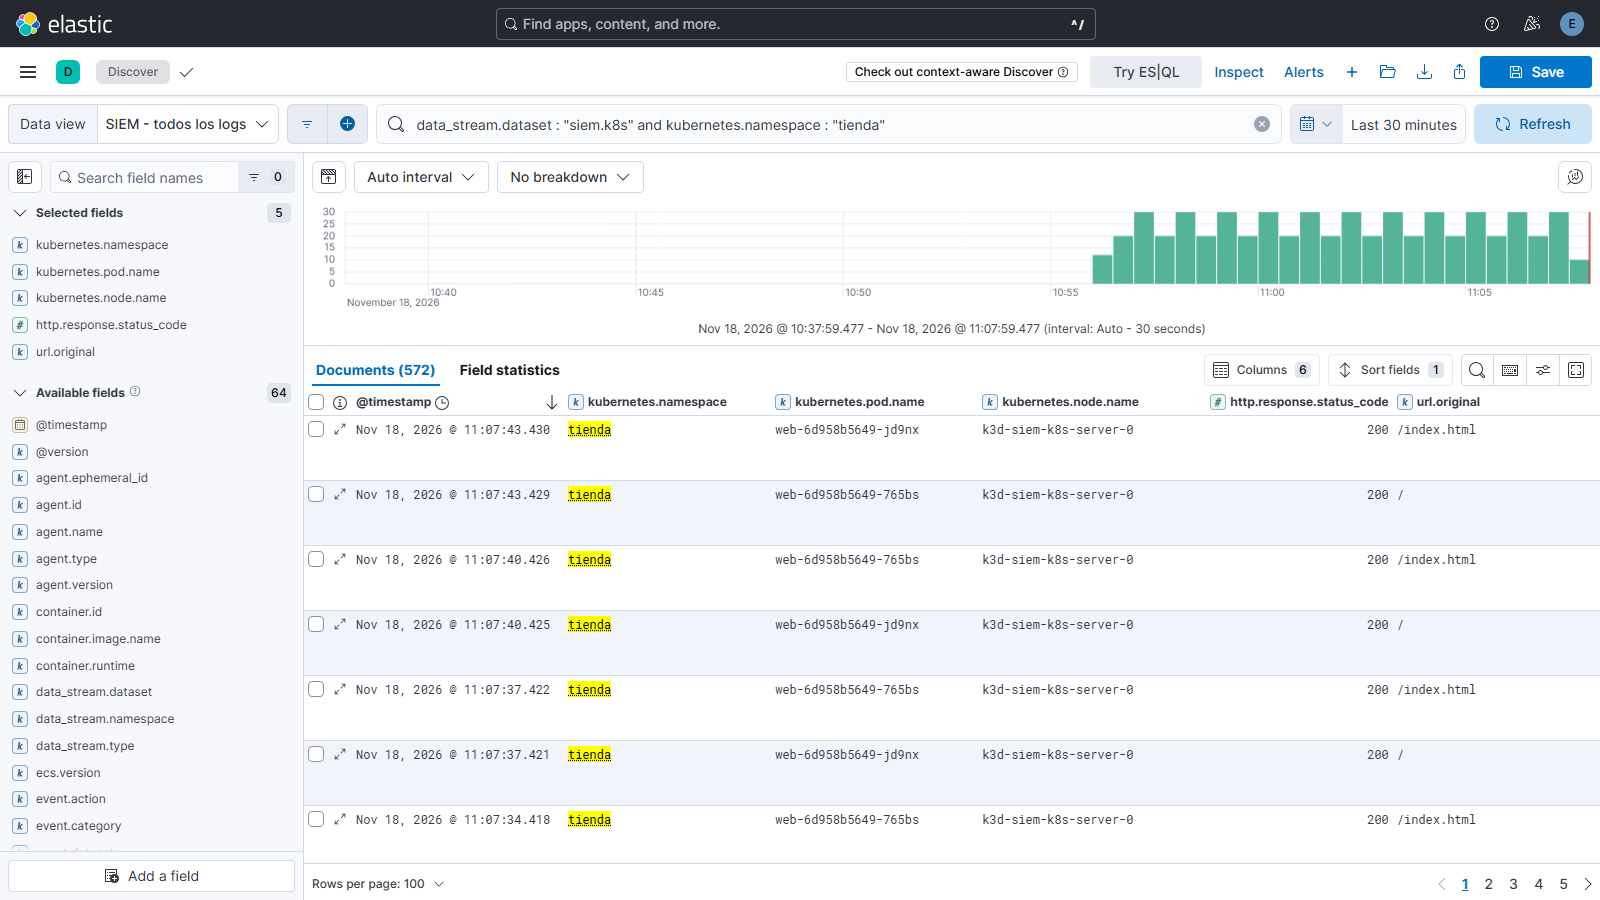 elastic
Find apps, content, and more.
^/
E
D
Discover
Check out context-aware Discover
Try ES|QL
Inspect
Alerts
Save
Data view
SIEM - todos los logs
data_stream.dataset : "siem.k8s" and kubernetes.namespace : "tienda"
Last 30 minutes
Refresh
Search field names
0
Auto interval
No breakdown
Selected fields
5
kubernetes.namespace
kubernetes.pod.name
kubernetes.node.name
http.response.status_code
url.original
Available fields
64
@timestamp
@version
agent.ephemeral_id
agent.id
agent.name
agent.type
agent.version
container.id
container.image.name
container.runtime
data_stream.dataset
data_stream.namespace
data_stream.type
ecs.version
event.action
event.category
Add a field
30
25
20
15
10
5
0
10:40
10:45
10:50
10:55
11:00
11:05
November 18, 2026
Nov 18, 2026 @ 10:37:59.477 - Nov 18, 2026 @ 11:07:59.477 (interval: Auto - 30 seconds)
Documents (572)
Field statistics
Columns 6
Sort fields 1
@timestamp kubernetes.namespace kubernetes.pod.name kubernetes.node.name http.response.status_code url.original
Nov 18, 2026 @ 11:07:43.430 tienda web-6d958b5649-jd9nx k3d-siem-k8s-server-0 200 /index.html
Nov 18, 2026 @ 11:07:43.429 tienda web-6d958b5649-765bs k3d-siem-k8s-server-0 200 /
Nov 18, 2026 @ 11:07:40.426 tienda web-6d958b5649-765bs k3d-siem-k8s-server-0 200 /index.html
Nov 18, 2026 @ 11:07:40.425 tienda web-6d958b5649-jd9nx k3d-siem-k8s-server-0 200 /
Nov 18, 2026 @ 11:07:37.422 tienda web-6d958b5649-765bs k3d-siem-k8s-server-0 200 /index.html
Nov 18, 2026 @ 11:07:37.421 tienda web-6d958b5649-jd9nx k3d-siem-k8s-server-0 200 /
Nov 18, 2026 @ 11:07:34.418 tienda web-6d958b5649-765bs k3d-siem-k8s-server-0 200 /index.html
Rows per page: 100
1 2 3 4 5